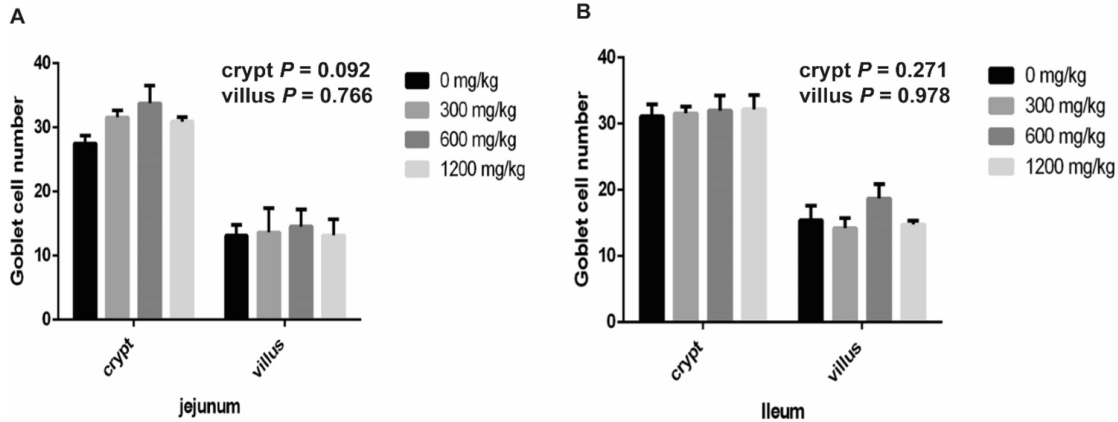 A
crypt P = 0.092
villus P = 0.766
0 mg/kg
300 mg/kg
600 mg/kg
1200 mg/kg
Goblet cell number
40
30
20
10
0
crypt
villus
jejunum
B
crypt P = 0.271
villus P = 0.978
0 mg/kg
300 mg/kg
600 mg/kg
1200 mg/kg
Goblet cell number
40
30
20
10
0
crypt
villus
Ileum